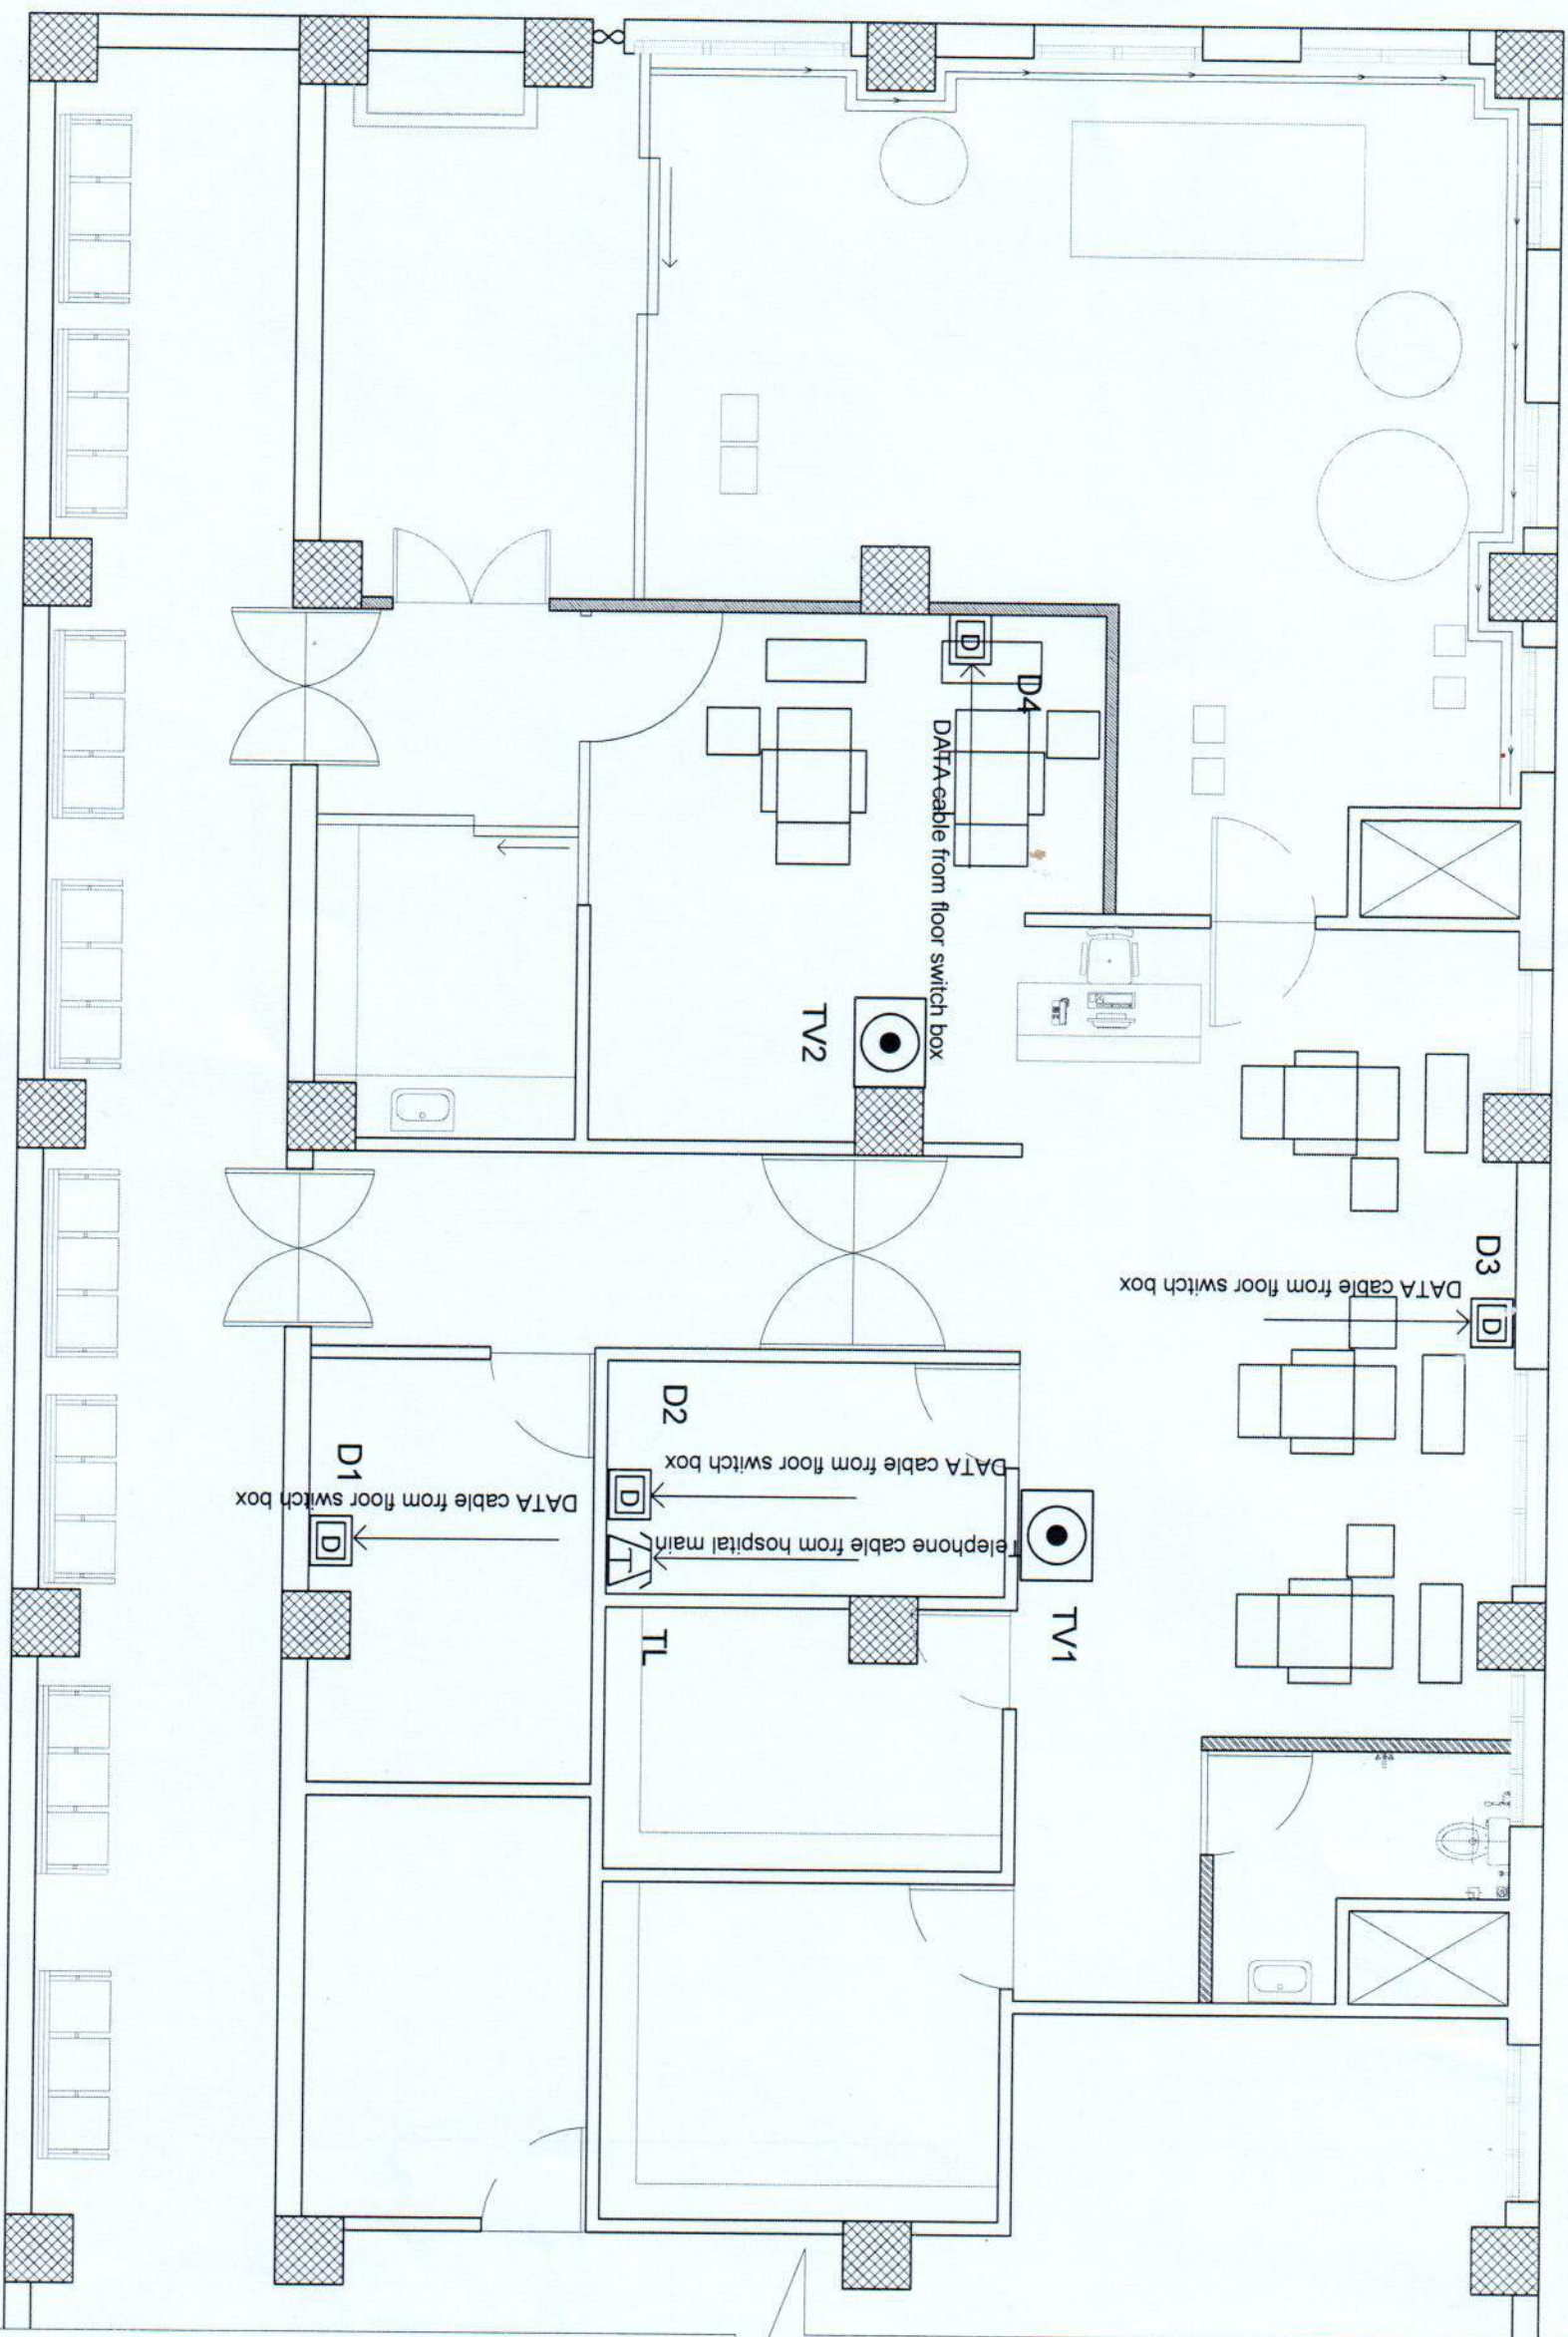 D
D4
DATA cable from floor switch box
TV2
D3
DATA cable from floor switch box
D
D2
DATA cable from floor switch box
D
D1
DATA cable from floor switch box
D
Telephone cable from hospital main
T
TL
TV1